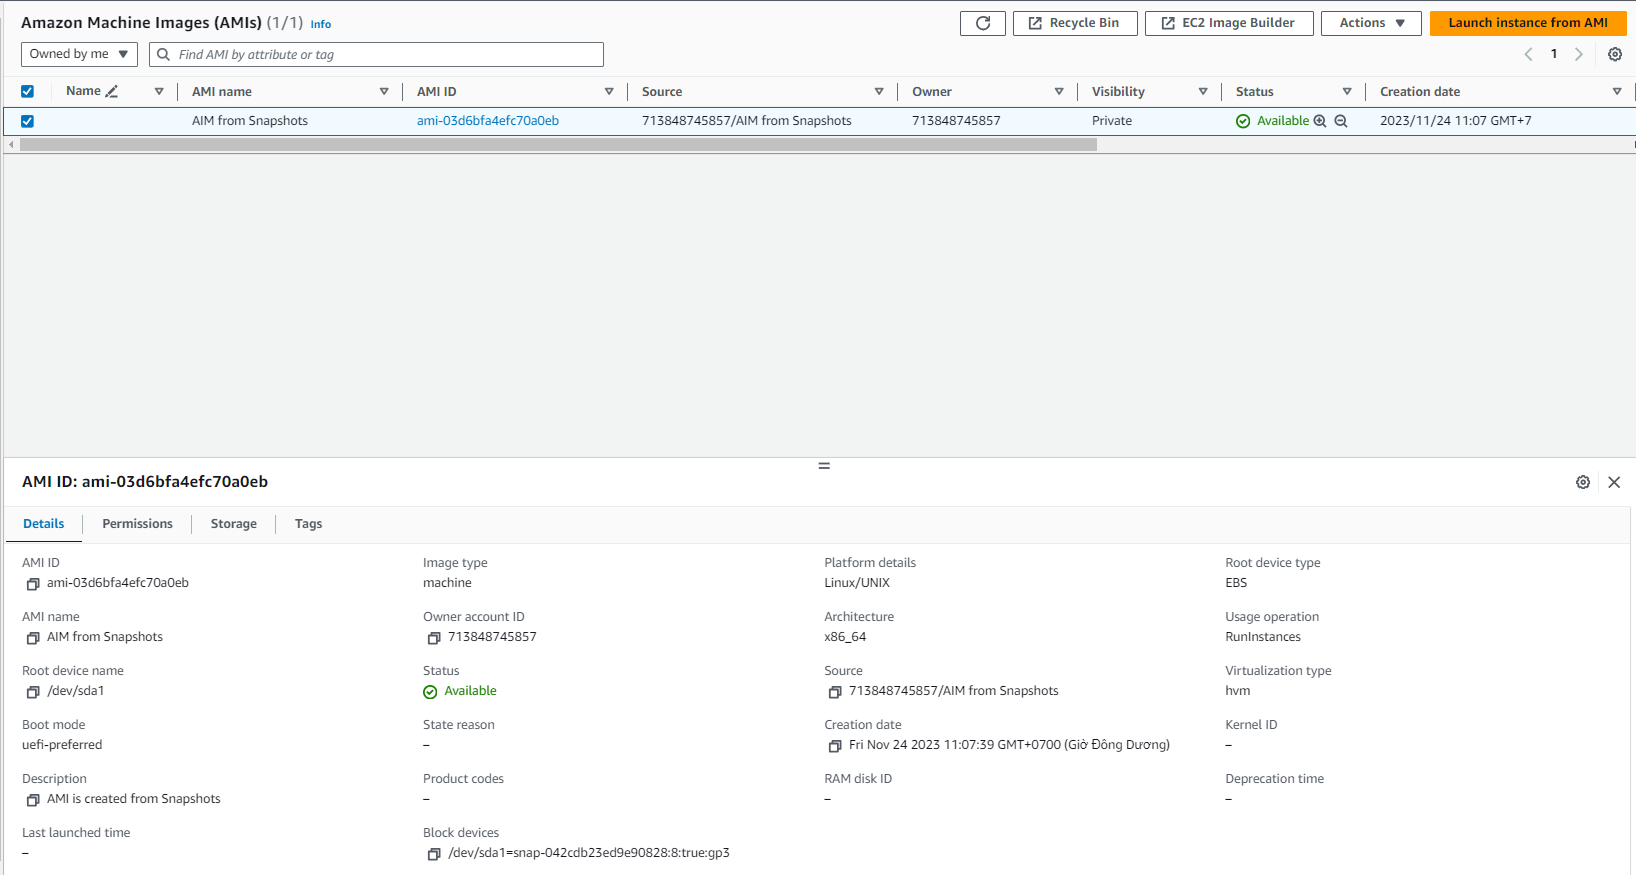 Amazon Machine Images (AMIs) (1/1) Info
Recycle Bin
EC2 Image Builder
Actions
Launch instance from AMI
Owned by me
Find AMI by attribute or tag
1
Name AMI name AMI ID Source Owner Visibility Status Creation date
AIM from Snapshots ami-03d6bfa4efc70a0eb 713848745857/AIM from Snapshots 713848745857 Private Available 2023/11/24 11:07 GMT+7
AMI ID: ami-03d6bfa4efc70a0eb
Details Permissions Storage Tags
AMI ID Image type Platform details Root device type
ami-03d6bfa4efc70a0eb machine Linux/UNIX EBS
AMI name Owner account ID Architecture Usage operation
AIM from Snapshots 713848745857 x86_64 RunInstances
Root device name Status Source Virtualization type
/dev/sda1 Available 713848745857/AIM from Snapshots hvm
Boot mode State reason Creation date Kernel ID
uefi-preferred – Fri Nov 24 2023 11:07:39 GMT+0700 (Giờ Đông Dương) –
Description Product codes RAM disk ID Deprecation time
AMI is created from Snapshots – – –
Last launched time Block devices
– /dev/sda1=snap-042cdb23ed9e90828:8:true:gp3